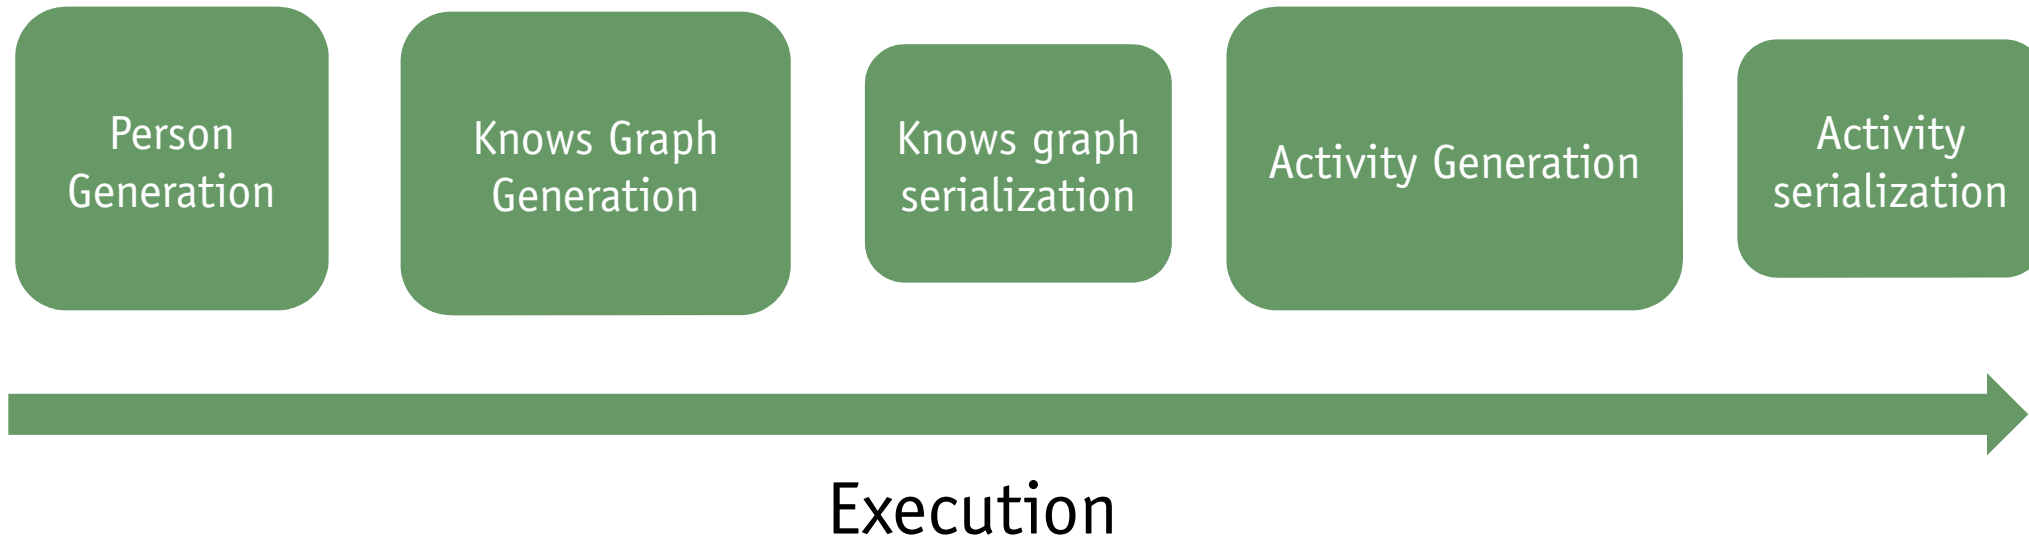 Person
Generation
Knows Graph
Generation
Knows graph
serialization
Activity Generation
Activity
serialization
Execution